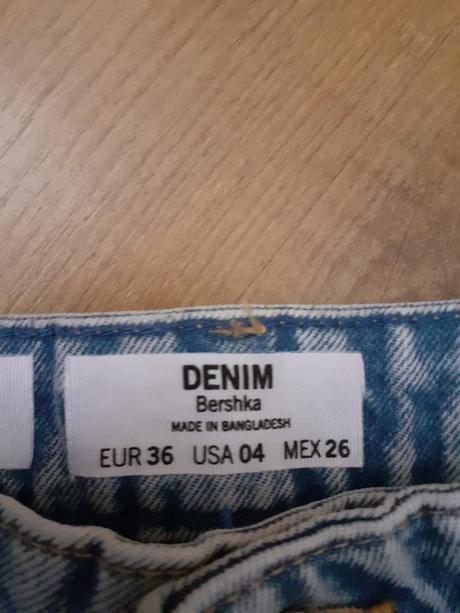 DENIM
Bershka
MADE IN BANGLADESH
EUR 36 USA 04 MEX 26